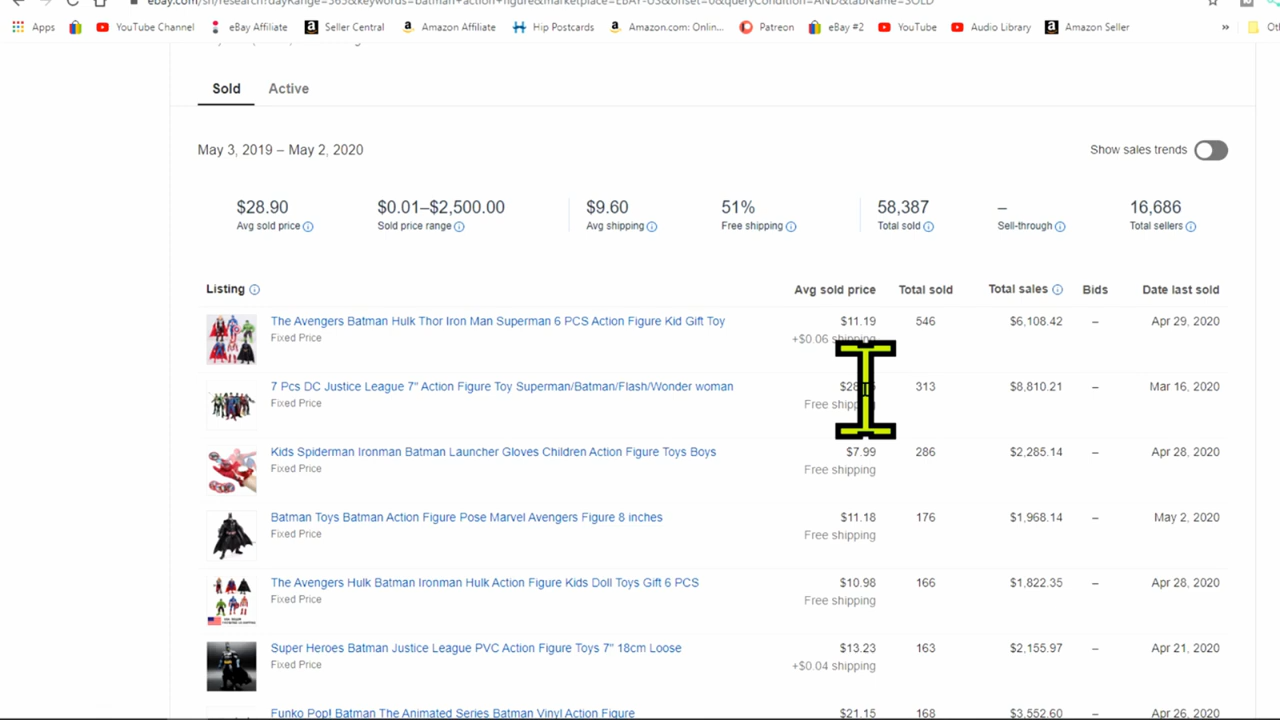 Apps YouTube Channel eBay Affiliate Seller Central Amazon Affiliate Hip Postcards Amazon.com: Onlin... Patreon eBay #2 YouTube Audio Library Amazon Seller »
Sold Active
May 3, 2019 – May 2, 2020 Show sales trends
$28.90 $0.01–$2,500.00 $9.60 51% 58,387 – 16,686
Avg sold price Sold price range Avg shipping Free shipping Total sold Sell-through Total sellers
Listing Avg sold price Total sold Total sales Bids Date last sold
The Avengers Batman Hulk Thor Iron Man Superman 6 PCS Action Figure Kid Gift Toy $11.19 546 $6,108.42 – Apr 29, 2020
Fixed Price +$0.06 shipping
7 Pcs DC Justice League 7" Action Figure Toy Superman/Batman/Flash/Wonder woman 313 $8,810.21 – Mar 16, 2020
Fixed Price Free shipping
Kids Spiderman Ironman Batman Launcher Gloves Children Action Figure Toys Boys $7.99 286 $2,285.14 – Apr 28, 2020
Fixed Price Free shipping
Batman Toys Batman Action Figure Pose Marvel Avengers Figure 8 inches $11.18 176 $1,968.14 – May 2, 2020
Fixed Price Free shipping
The Avengers Hulk Batman Ironman Hulk Action Figure Kids Doll Toys Gift 6 PCS $10.98 166 $1,822.35 – Apr 28, 2020
Fixed Price Free shipping
Super Heroes Batman Justice League PVC Action Figure Toys 7" 18cm Loose $13.23 163 $2,155.97 – Apr 21, 2020
Fixed Price +$0.04 shipping
Funko Pop! Batman The Animated Series Batman Vinyl Action Figure $21.15 168 $3,552.60 – Apr 26, 2020